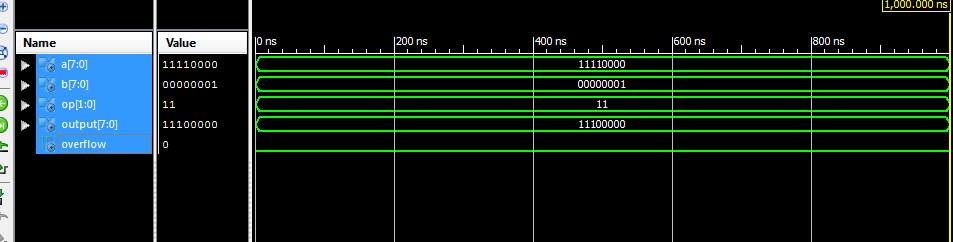 1,000.000 ns
Name Value 0 ns 200 ns 400 ns 600 ns 800 ns
a[7:0] 11110000 11110000
b[7:0] 00000001 00000001
op[1:0] 11 11
output[7:0] 11100000 11100000
overflow 0